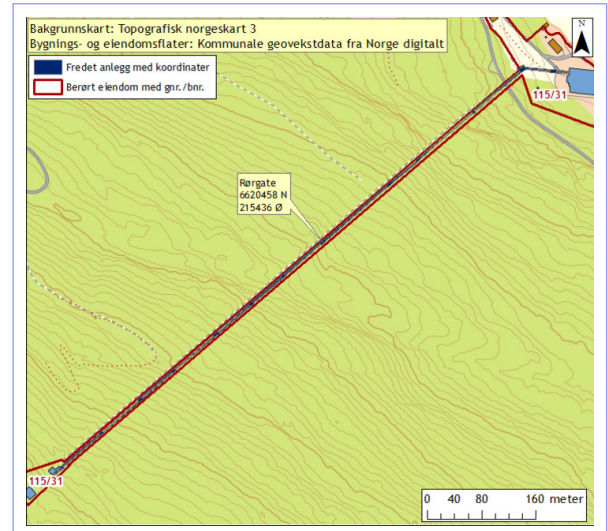 Bakgrunnskart: Topografisk norgeskart 3
Bygnings- og eiendomsflater: Kommunale geovekstdata fra Norge digitalt
N
Fredet anlegg med koordinater
Berørt eiendom med gnr./bnr.
115/31
Rørgate
6620458 N
215436 Ø
115/31
0 40 80 160 meter